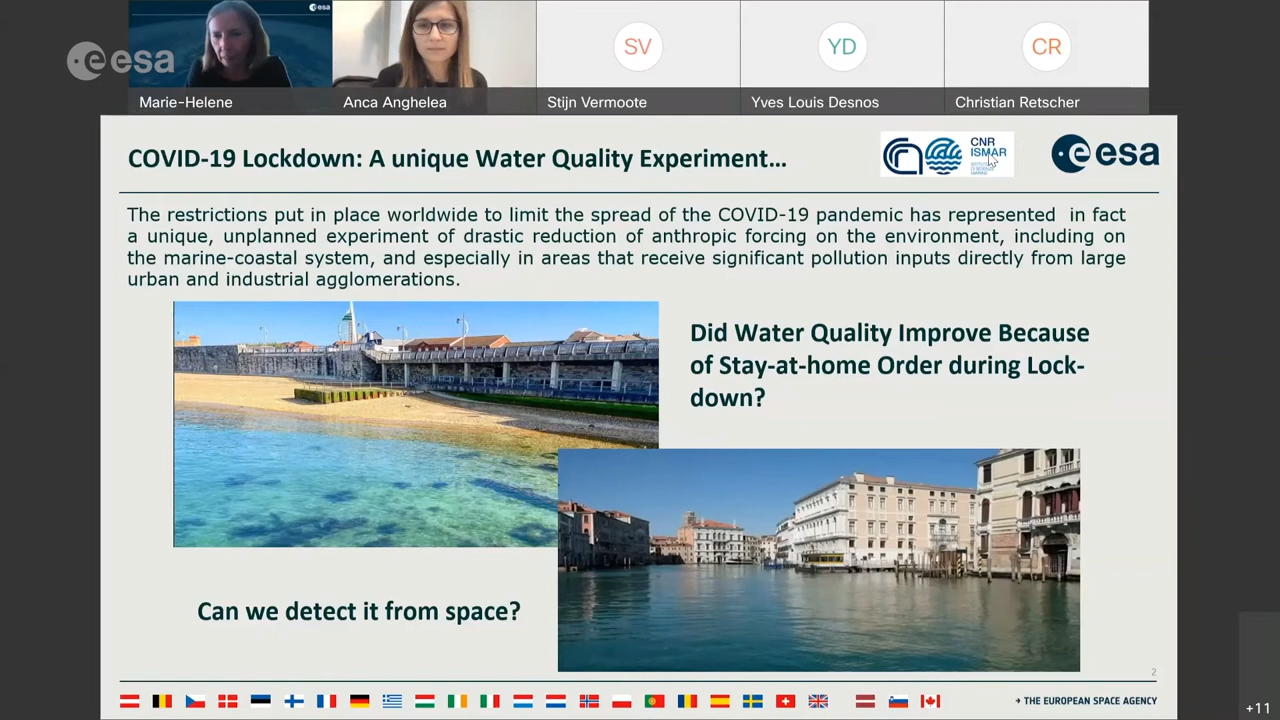 esa
esa
Marie-Helene
Anca Anghelea
SV
Stijn Vermoote
YD
Yves Louis Desnos
CR
Christian Retscher
COVID-19 Lockdown: A unique Water Quality Experiment...
CNR
ISMAR
esa
The restrictions put in place worldwide to limit the spread of the COVID-19 pandemic has represented in fact
a unique, unplanned experiment of drastic reduction of anthropic forcing on the environment, including on
the marine-coastal system, and especially in areas that receive significant pollution inputs directly from large
urban and industrial agglomerations.
Did Water Quality Improve Because
of Stay-at-home Order during Lock-
down?
Can we detect it from space?
2
→ THE EUROPEAN SPACE AGENCY
+11